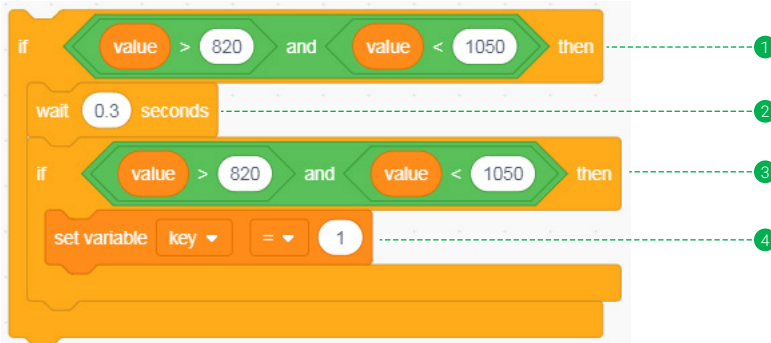 if value > 820 and value < 1050 then 1
wait 0.3 seconds 2
if value > 820 and value < 1050 then 3
set variable key = 1 4